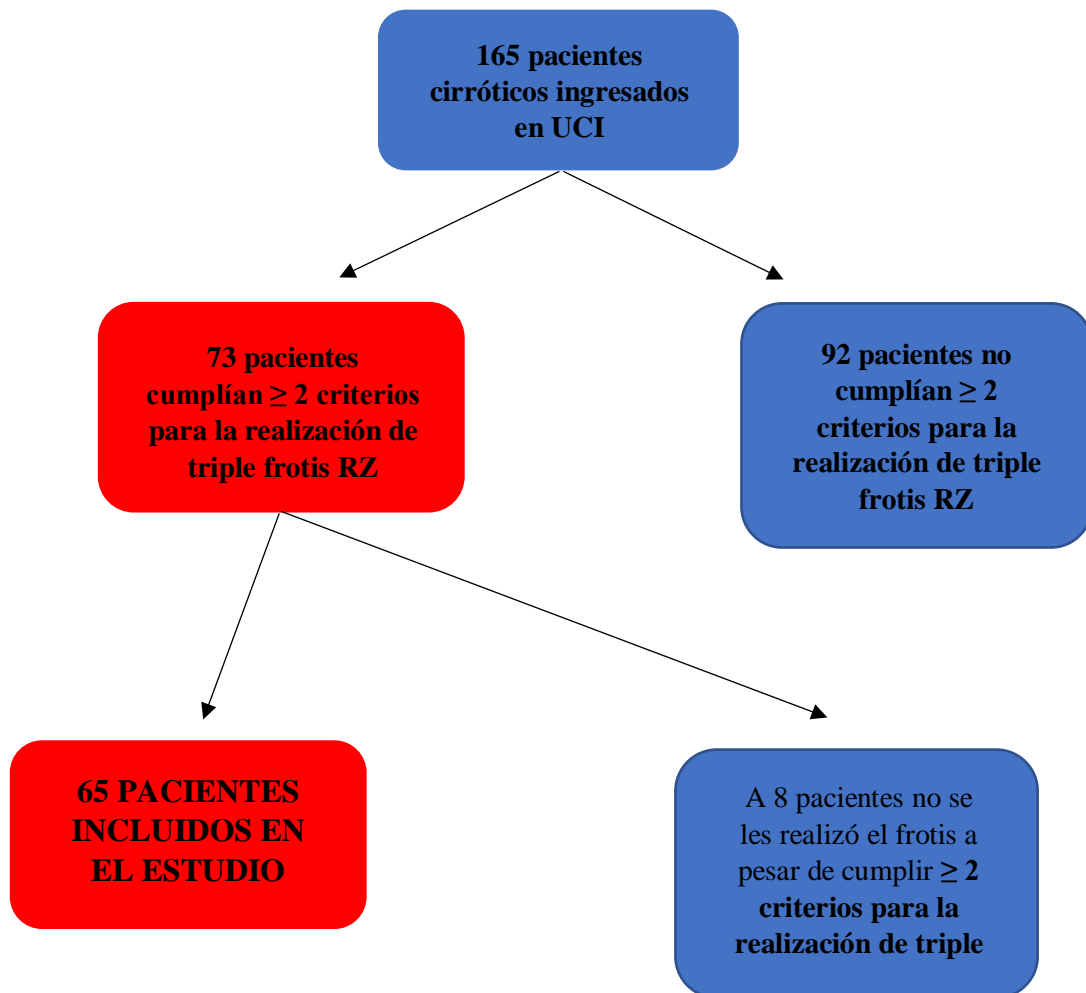 165 pacientes
cirróticos ingresados
en UCI
73 pacientes
cumplían ≥ 2 criterios
para la realización de
triple frotis RZ
92 pacientes no
cumplían ≥ 2
criterios para la
realización de triple
frotis RZ
65 PACIENTES
INCLUIDOS EN
EL ESTUDIO
A 8 pacientes no se
les realizó el frotis a
pesar de cumplir ≥ 2
criterios para la
realización de triple